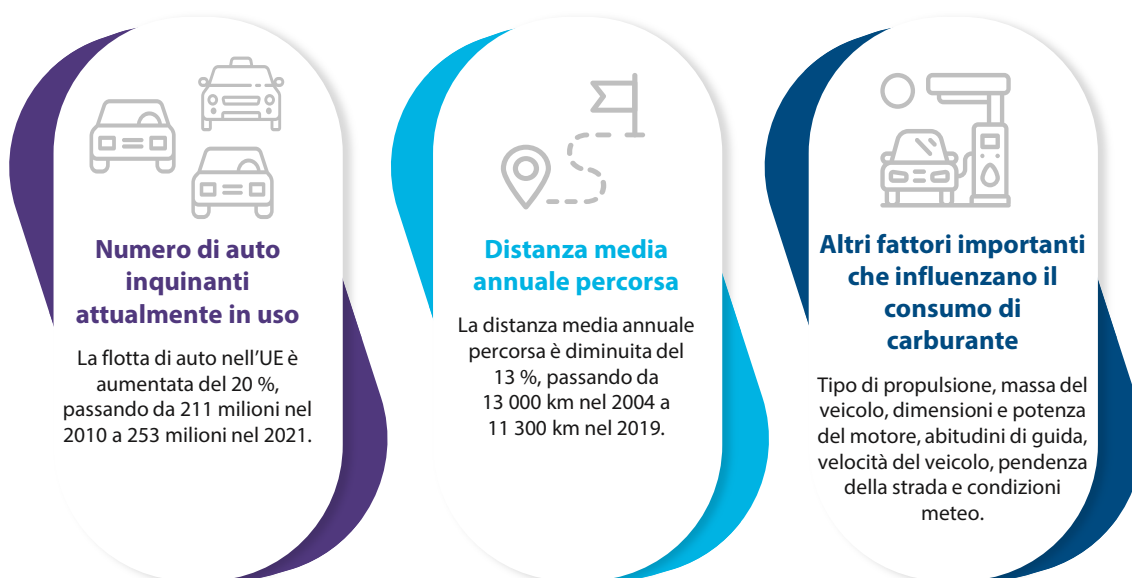 Numero di auto
inquinanti
attualmente in uso
La flotta di auto nell'UE è
aumentata del 20 %,
passando da 211 milioni nel
2010 a 253 milioni nel 2021.
Distanza media
annuale percorsa
La distanza media annuale
percorsa è diminuita del
13 %, passando da
13 000 km nel 2004 a
11 300 km nel 2019.
Altri fattori importanti
che influenzano il
consumo di
carburante
Tipo di propulsione, massa del
veicolo, dimensioni e potenza
del motore, abitudini di guida,
velocità del veicolo, pendenza
della strada e condizioni
meteo.